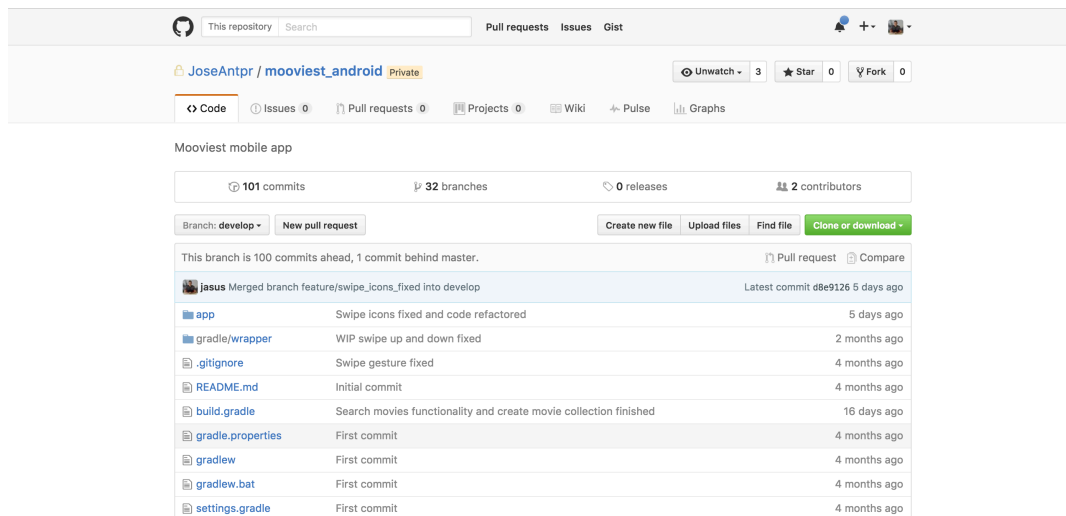 This repository Search Pull requests Issues Gist
JoseAntpr / mooviest_android Private Unwatch 3 Star 0 Fork 0
Code Issues 0 Pull requests 0 Projects 0 Wiki Pulse Graphs
Mooviest mobile app
101 commits 32 branches 0 releases 2 contributors
Branch: develop New pull request Create new file Upload files Find file Clone or download
This branch is 100 commits ahead, 1 commit behind master. Pull request Compare
jasus Merged branch feature/swipe_icons_fixed into develop Latest commit d8e9126 5 days ago
app Swipe icons fixed and code refactored 5 days ago
gradle/wrapper WIP swipe up and down fixed 2 months ago
.gitignore Swipe gesture fixed 4 months ago
README.md Initial commit 4 months ago
build.gradle Search movies functionality and create movie collection finished 16 days ago
gradle.properties First commit 4 months ago
gradlew First commit 4 months ago
gradlew.bat First commit 4 months ago
settings.gradle First commit 4 months ago